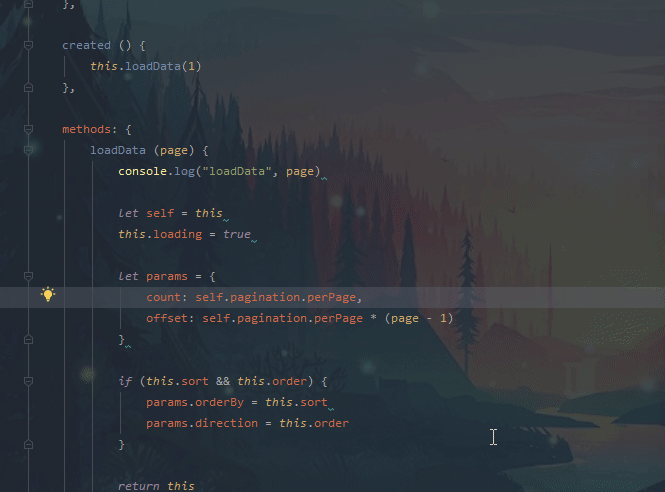 },
created () {
this.loadData(1)
},
methods: {
loadData (page) {
console.log("loadData", page)
let self = this
this.loading = true
let params = {
count: self.pagination.perPage,
offset: self.pagination.perPage * (page - 1)
}
if (this.sort && this.order) {
params.orderBy = this.sort
params.direction = this.order
}
return this